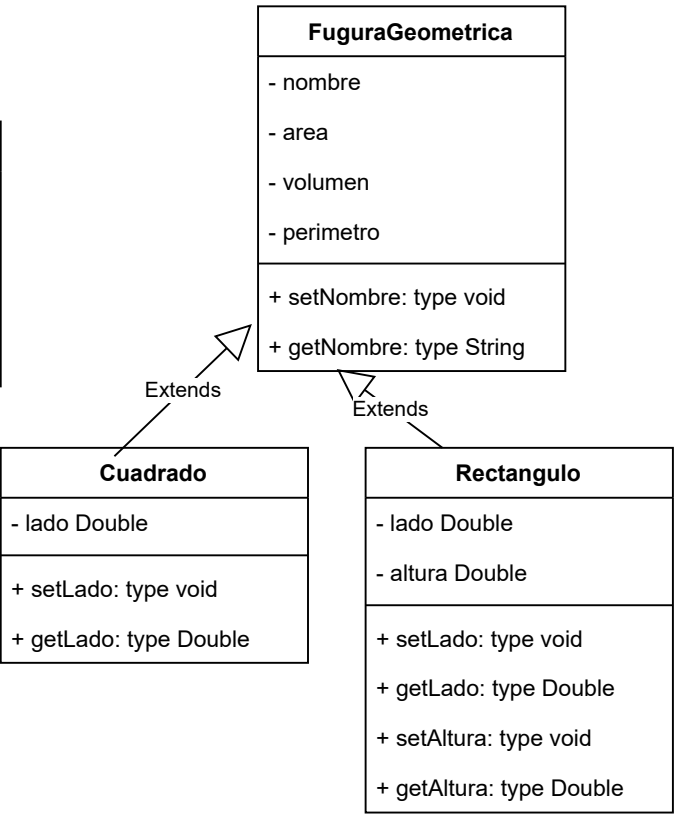 FuguraGeometrica
- nombre
- area
- volumen
- perimetro
+ setNombre: type void
+ getNombre: type String
Extends
Extends
Cuadrado
- lado Double
+ setLado: type void
+ getLado: type Double
Rectangulo
- lado Double
- altura Double
+ setLado: type void
+ getLado: type Double
+ setAltura: type void
+ getAltura: type Double